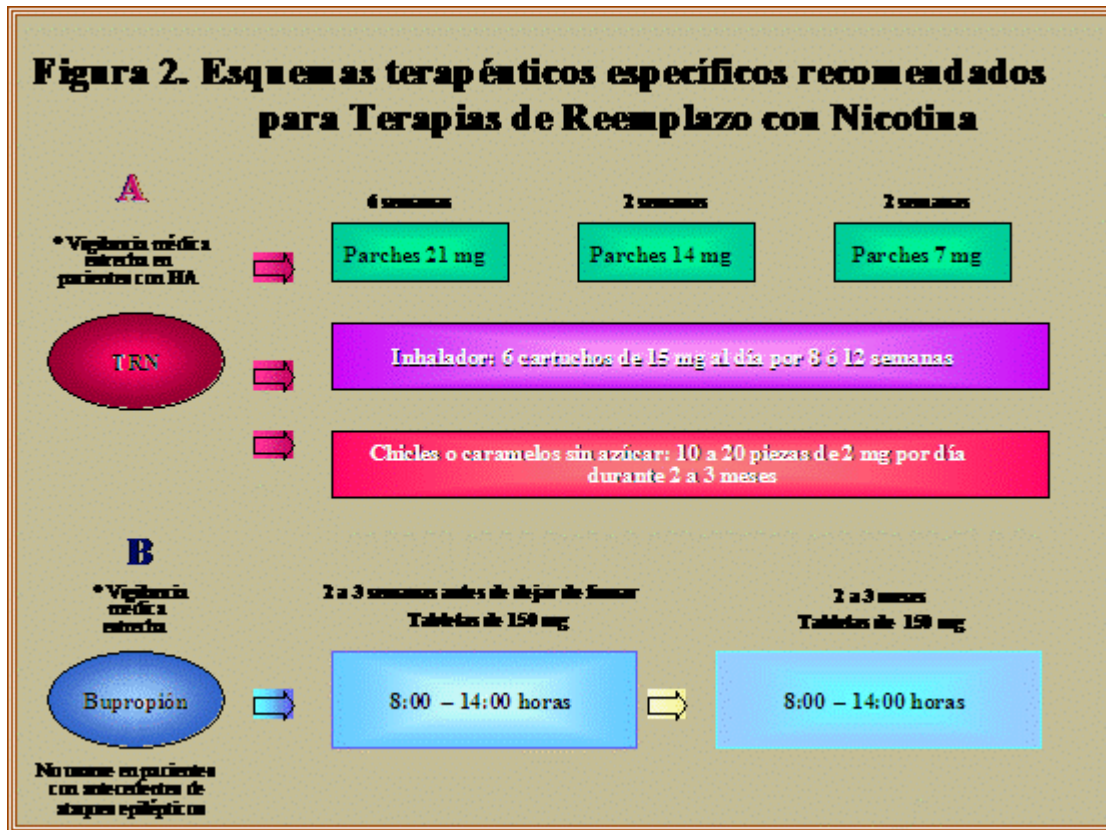 Figura 2. Esquemas terapéuticos específicos recomendados
para Terapias de Reemplazo con Nicotina
A
6 semanas
2 semanas
2 semanas
* Vigilancia médica
estrecha en
pacientes con HA
Parches 21 mg
Parches 14 mg
Parches 7 mg
TRN
Inhalador: 6 cartuchos de 15 mg al día por 8 ó 12 semanas
Chicles o caramelos sin azúcar: 10 a 20 piezas de 2 mg por día
durante 2 a 3 meses
B
* Vigilancia
médica
estrecha
2 a 3 semanas antes de dejar de fumar
Tabletas de 150 mg
2 a 3 meses
Tabletas de 150 mg
Bupropión
8:00 – 14:00 horas
8:00 – 14:00 horas
No usarse en pacientes
con antecedentes de
ataques epilépticos